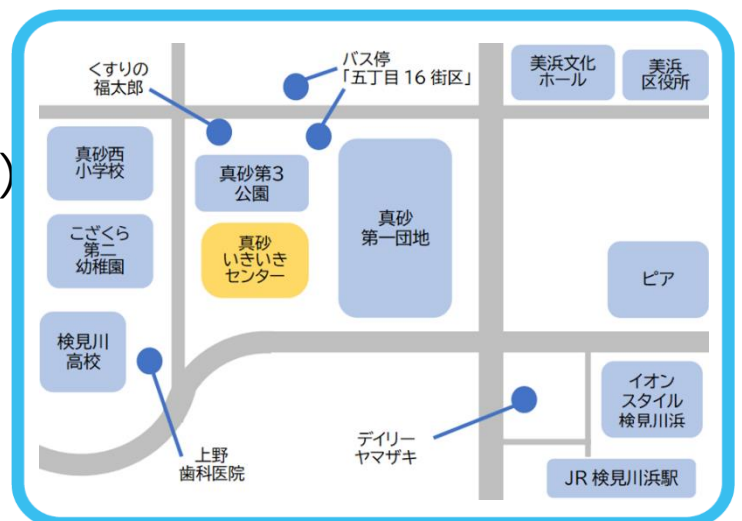 くすりの
福太郎
バス停
「五丁目 16 街区」
美浜文化
ホール
美浜
区役所
真砂西
小学校
)
真砂第3
公園
真砂
第一団地
こざくら
第二
幼稚園
真砂
いきいき
センター
ピア
検見川
高校
イオン
スタイル
検見川浜
上野
歯科医院
デイリー
ヤマザキ
JR 検見川浜駅